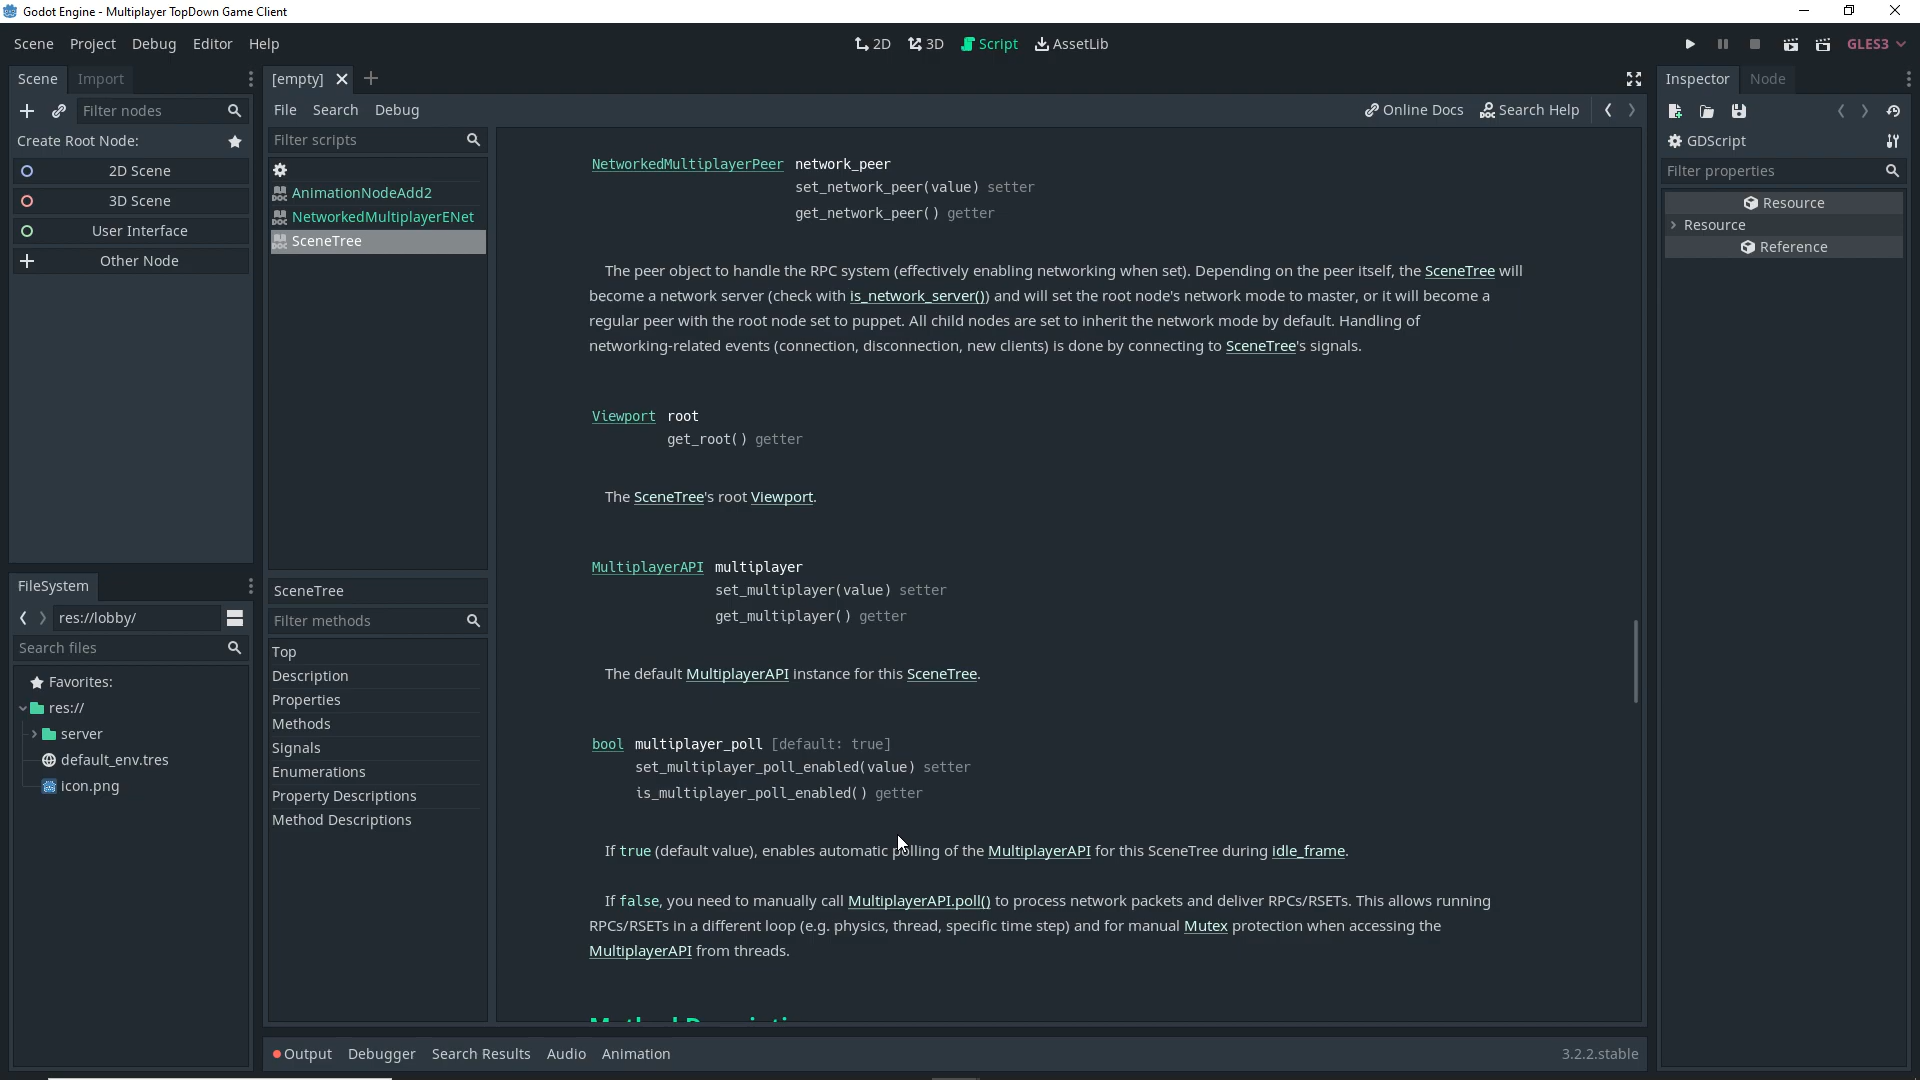 Godot Engine - Multiplayer TopDown Game Client
Scene Project Debug Editor Help
2D 3D Script AssetLib
GLES3
Scene Import
[empty]
Inspector Node
Filter nodes
File Search Debug
Online Docs Search Help
Create Root Node:
Filter scripts
GDScript
2D Scene
3D Scene
User Interface
Other Node
AnimationNodeAdd2
NetworkedMultiplayerENet
SceneTree
Filter properties
Resource
Resource
Reference
NetworkedMultiplayerPeer network_peer
set_network_peer(value) setter
get_network_peer() getter
The peer object to handle the RPC system (effectively enabling networking when set). Depending on the peer itself, the SceneTree will
become a network server (check with is_network_server()) and will set the root node's network mode to master, or it will become a
regular peer with the root node set to puppet. All child nodes are set to inherit the network mode by default. Handling of
networking-related events (connection, disconnection, new clients) is done by connecting to SceneTree's signals.
Viewport root
get_root() getter
The SceneTree's root Viewport.
MultiplayerAPI multiplayer
set_multiplayer(value) setter
get_multiplayer() getter
The default MultiplayerAPI instance for this SceneTree.
bool multiplayer_poll [default: true]
set_multiplayer_poll_enabled(value) setter
is_multiplayer_poll_enabled() getter
If true (default value), enables automatic polling of the MultiplayerAPI for this SceneTree during idle_frame.
If false, you need to manually call MultiplayerAPI.poll() to process network packets and deliver RPCs/RSETs. This allows running
RPCs/RSETs in a different loop (e.g. physics, thread, specific time step) and for manual Mutex protection when accessing the
MultiplayerAPI from threads.
FileSystem
res://lobby/
Search files
Favorites:
res://
server
default_env.tres
icon.png
SceneTree
Filter methods
Top
Description
Properties
Methods
Signals
Enumerations
Property Descriptions
Method Descriptions
Output Debugger Search Results Audio Animation
3.2.2.stable